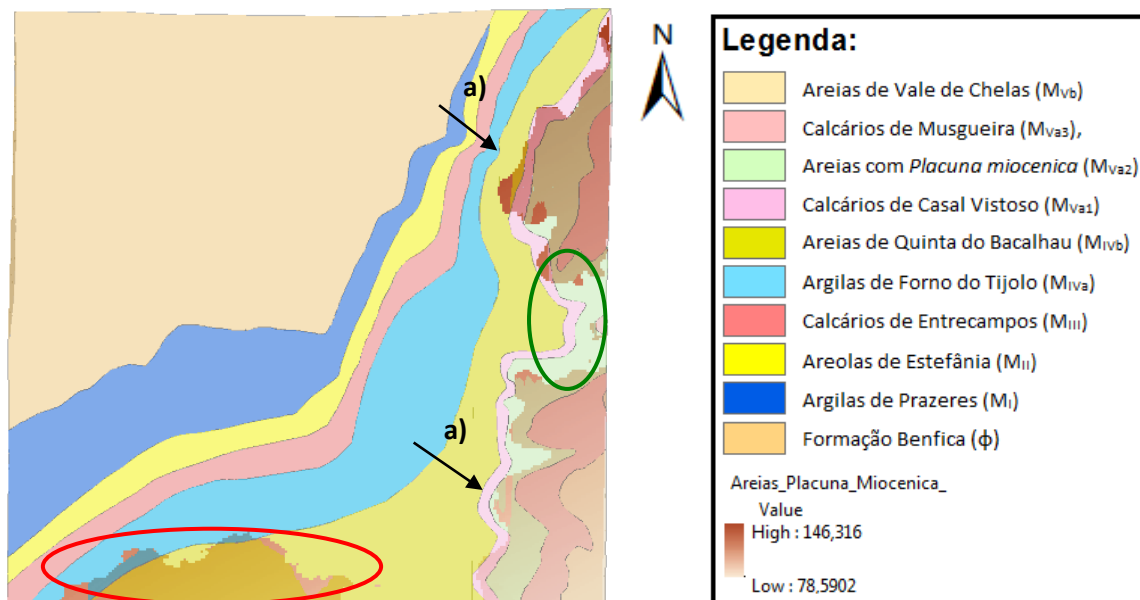 a)
a)
N
Legenda:
Areias de Vale de Chelas (MVb)
Calcários de Musgueira (MVa3),
Areias com Placuna miocenica (MVa2)
Calcários de Casal Vistoso (MVa1)
Areias de Quinta do Bacalhau (MIVb)
Argilas de Forno do Tijolo (MIVa)
Calcários de Entrecampos (MIII)
Areolas de Estefânia (MII)
Argilas de Prazeres (MI)
Formação Benfica (φ)
Areias_Placuna_Miocenica_
Value
High : 146,316
Low : 78,5902